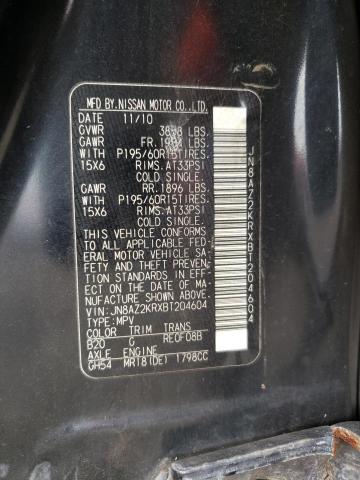 MFD BY.NISSAN MOTOR CO.,LTD.
DATE 11/10
GVWR LBS.
GAWR FR. LBS.
WITH P195/60R15TIRES.
15X6 RIMS.AT33PSI
COLD SINGLE.
GAWR RR.1896 LBS.
WITH P195/60R15TIRES.
15X6 RIMS.AT33PSI
COLD SINGLE.
THIS VEHICLE CONFORMS
TO ALL APPLICABLE FED-
ERAL MOTOR VEHICLE SA-
FETY AND THEFT PREVENTION
STANDARDS IN EFF-
ECT ON THE DATE OF MA-
NUFACTURE SHOWN ABOVE.
VIN:JN8AZ2KRXBT204604
TYPE:MPV
COLOR TRIM TRANS
B20 G RE0F08B
AXLE ENGINE
GH54 MR18(DE) 1798CC
JN8AZ2KRXBT204604